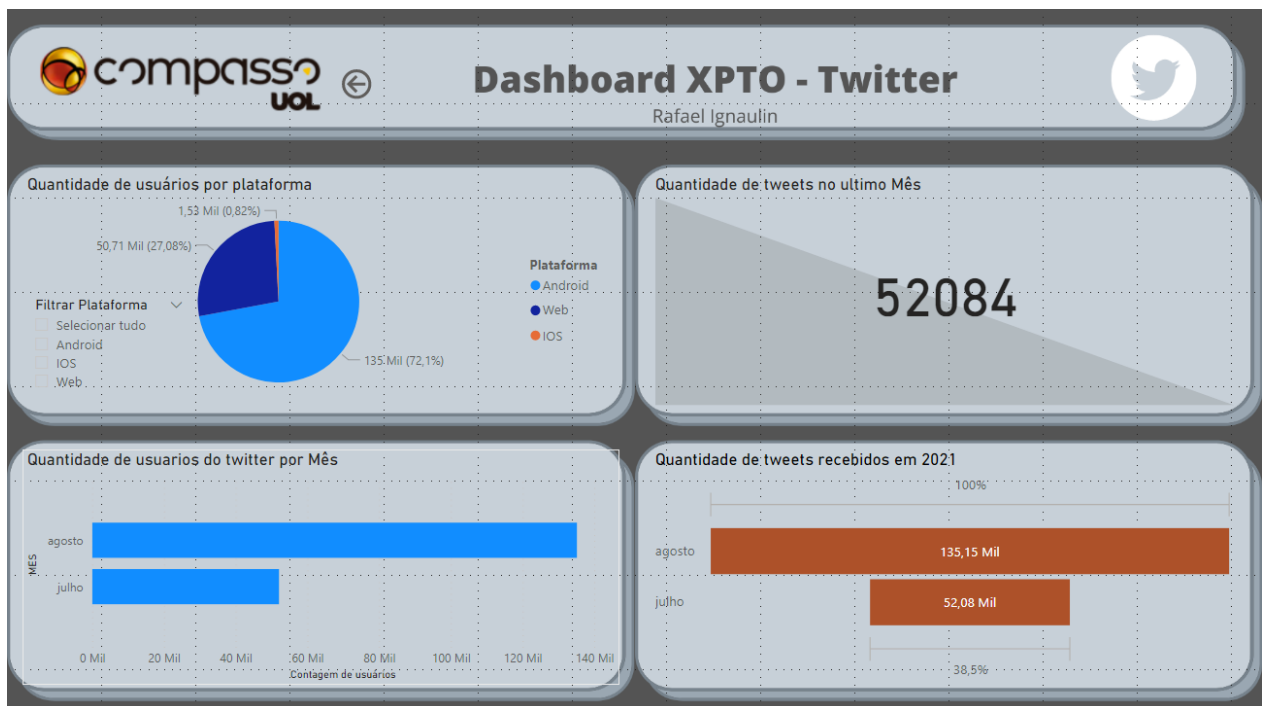 compasso
UOL
Dashboard XPTO - Twitter
Rafael Ignaulin
Quantidade de usuários por plataforma
1,53 Mil (0,82%)
50,71 Mil (27,08%)
135 Mil (72,1%)
Filtrar Plataforma
Selecionar tudo
Android
IOS
Web
Plataforma
Android
Web
IOS
Quantidade de tweets no ultimo Mês
52084
Quantidade de usuarios do twitter por Mês
MES
agosto
julho
0 Mil 20 Mil 40 Mil 60 Mil 80 Mil 100 Mil 120 Mil 140 Mil
Contagem de usuários
Quantidade de tweets recebidos em 2021
100%
agosto 135,15 Mil
julho 52,08 Mil
38,5%